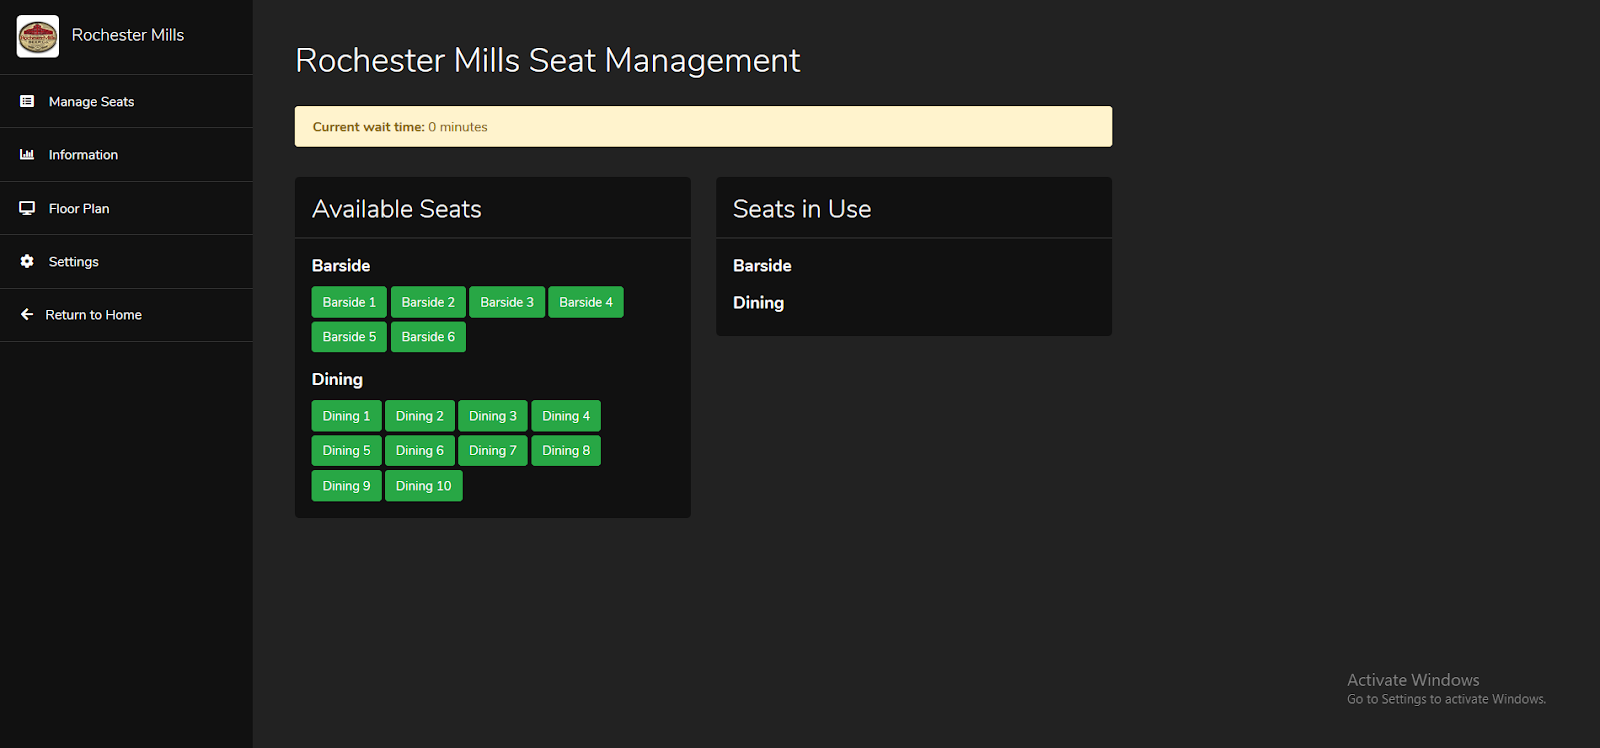 Rochester Mills
Manage Seats
Information
Floor Plan
Settings
Return to Home
Rochester Mills Seat Management
Current wait time: 0 minutes
Available Seats
Barside
Barside 1 Barside 2 Barside 3 Barside 4
Barside 5 Barside 6
Dining
Dining 1 Dining 2 Dining 3 Dining 4
Dining 5 Dining 6 Dining 7 Dining 8
Dining 9 Dining 10
Seats in Use
Barside
Dining
Activate Windows
Go to Settings to activate Windows.